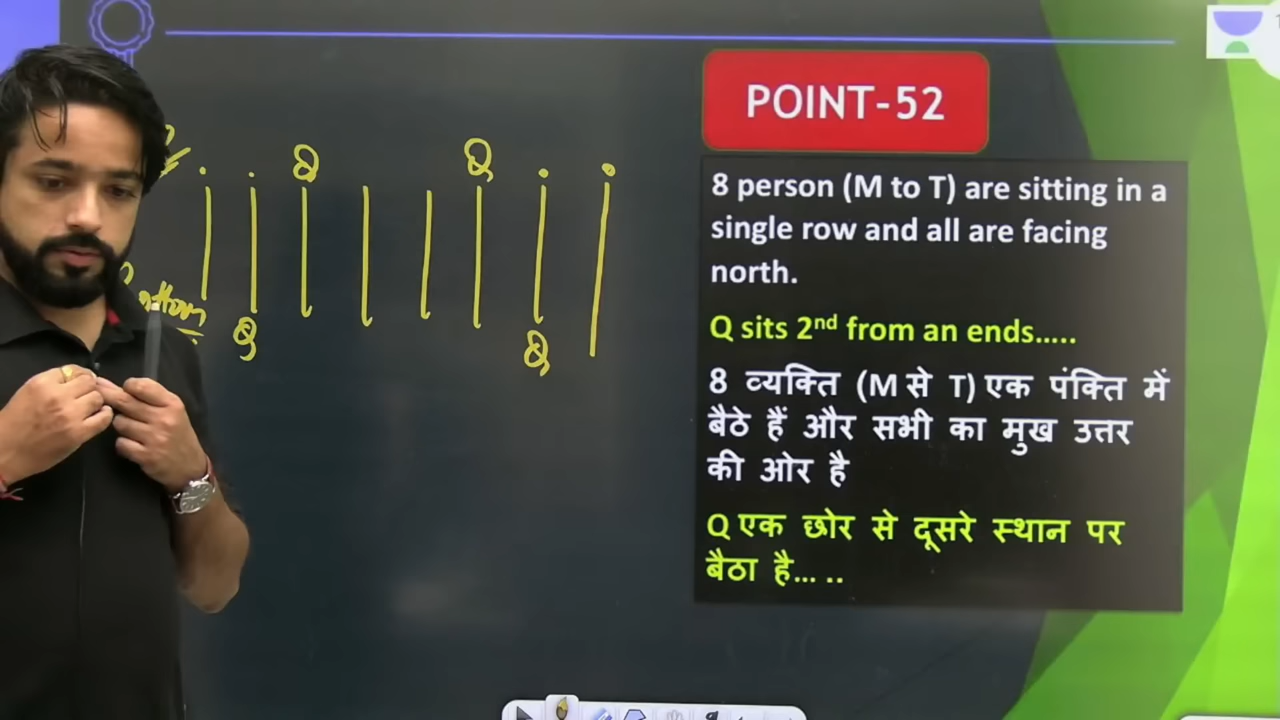 POINT-52
8 person (M to T) are sitting in a
single row and all are facing
north.
Q sits 2nd from an ends.....
8 व्यक्ति (M से T) एक पंक्ति में
बैठे हैं और सभी का मुख उत्तर
की ओर है
Q एक छोर से दूसरे स्थान पर
बैठा है... ..
Q Q
Q Q